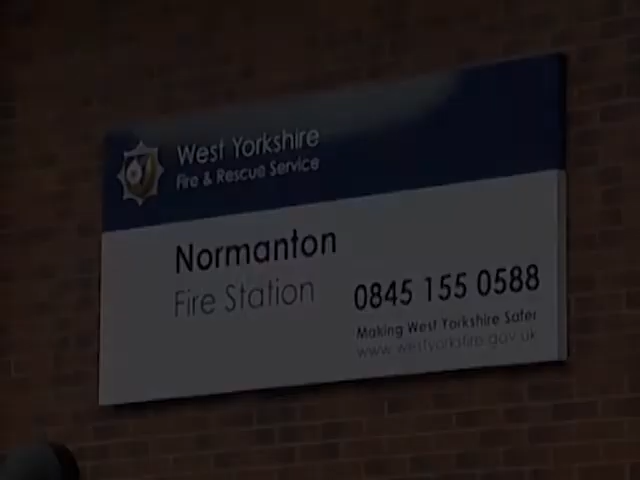 West Yorkshire
Fire & Rescue Service
Normanton
Fire Station
0845 155 0588
Making West Yorkshire Safer
www.westyorksfire.gov.uk